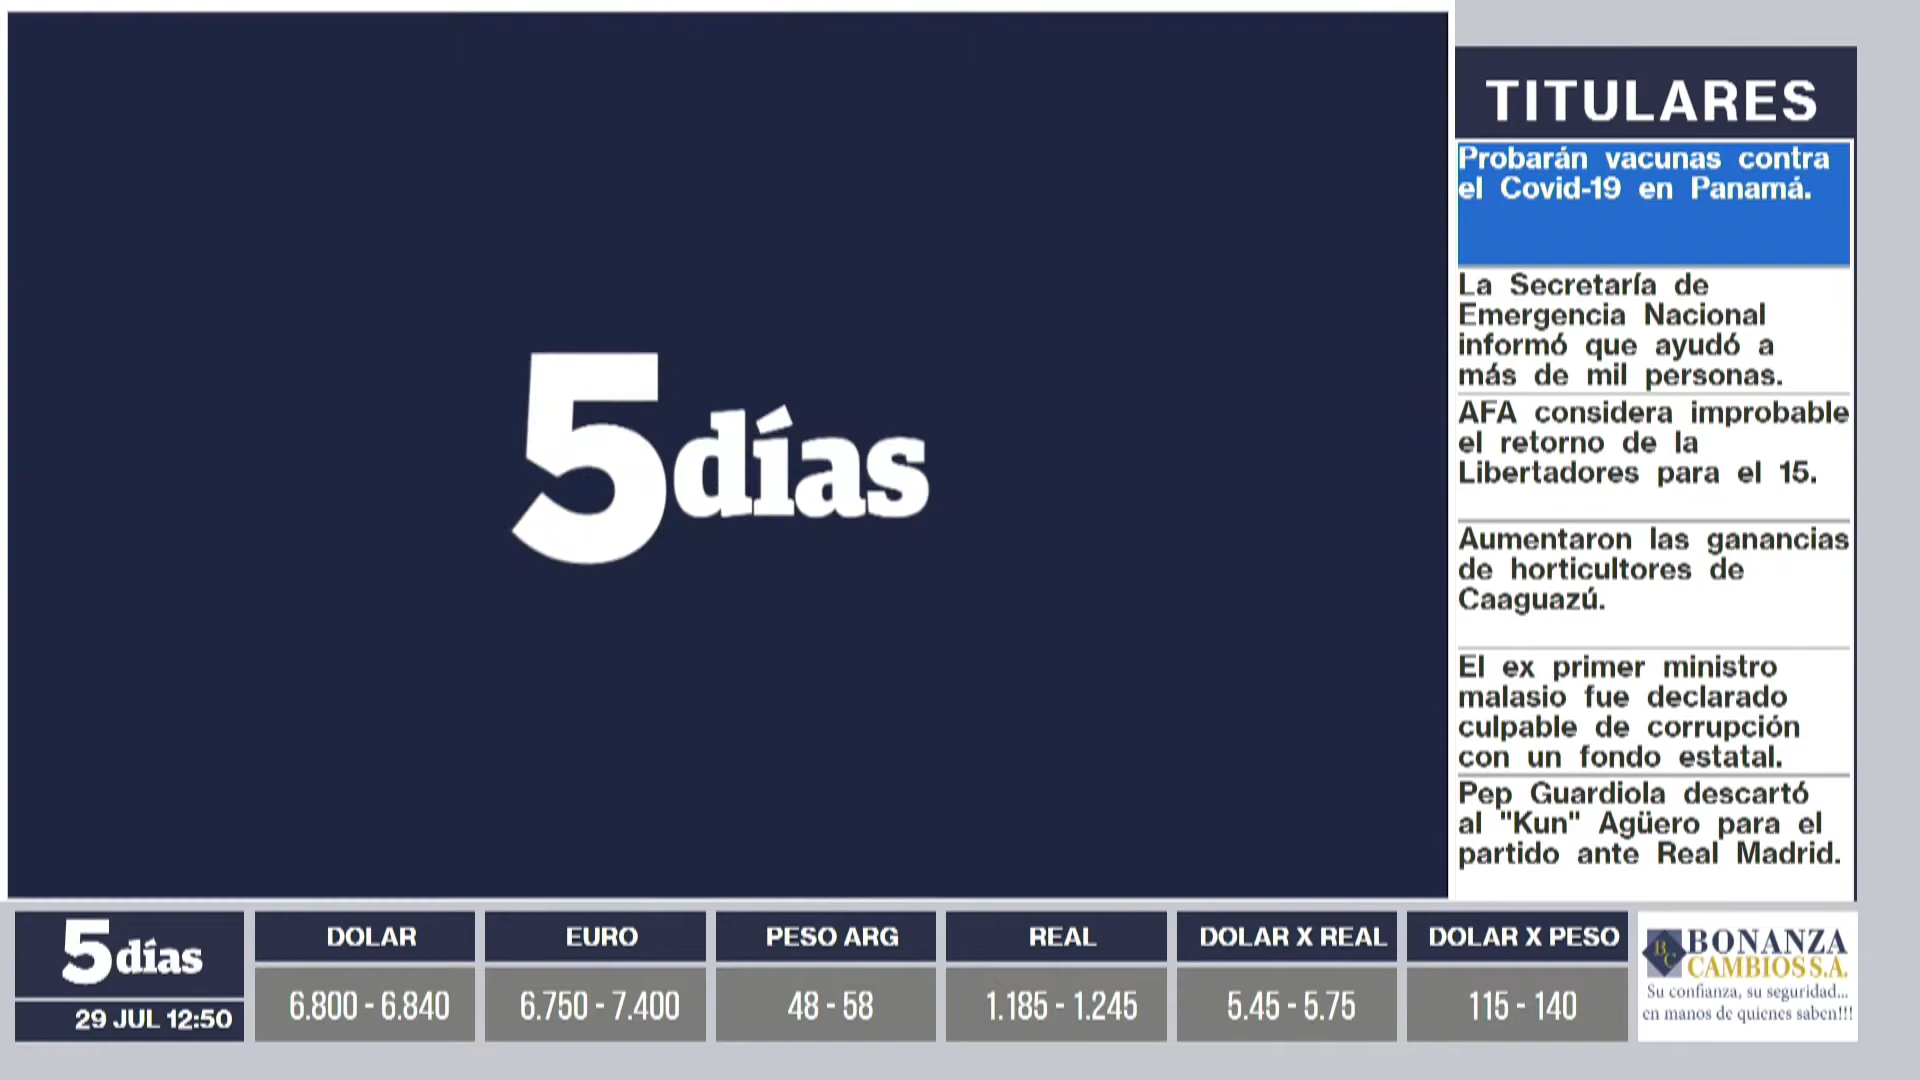 5días
TITULARES
Probarán vacunas contra
el Covid-19 en Panamá.
La Secretaría de
Emergencia Nacional
informó que ayudó a
más de mil personas.
AFA considera improbable
el retorno de la
Libertadores para el 15.
Aumentaron las ganancias
de horticultores de
Caaguazú.
El ex primer ministro
malasio fue declarado
culpable de corrupción
con un fondo estatal.
Pep Guardiola descartó
al "Kun" Agüero para el
partido ante Real Madrid.
5días
29 JUL 12:50
DOLAR
6.800 - 6.840
EURO
6.750 - 7.400
PESO ARG
48 - 58
REAL
1.185 - 1.245
DOLAR X REAL
5.45 - 5.75
DOLAR X PESO
115 - 140
BC
BONANZA
CAMBIOS S.A.
Su confianza, su seguridad...
en manos de quienes saben!!!